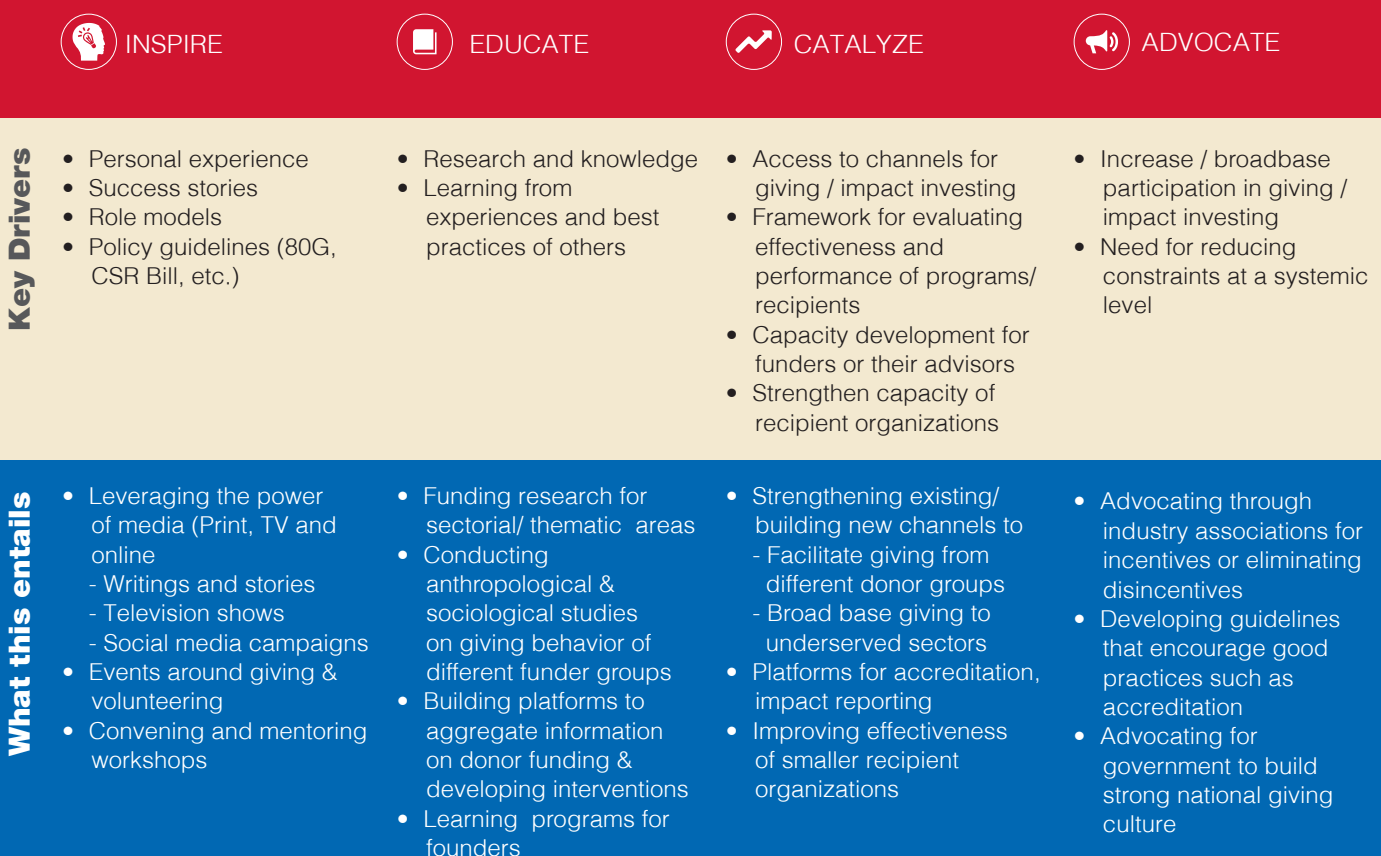 INSPIRE
EDUCATE
CATALYZE
ADVOCATE
Key Drivers
• Personal experience
• Success stories
• Role models
• Policy guidelines (80G,
CSR Bill, etc.)
• Research and knowledge
• Learning from
experiences and best
practices of others
• Access to channels for
giving / impact investing
• Framework for evaluating
effectiveness and
performance of programs/
recipients
• Capacity development for
funders or their advisors
• Strengthen capacity of
recipient organizations
• Increase / broadbase
participation in giving /
impact investing
• Need for reducing
constraints at a systemic
level
What this entails
• Leveraging the power
of media (Print, TV and
online
- Writings and stories
- Television shows
- Social media campaigns
• Events around giving &
volunteering
• Convening and mentoring
workshops
• Funding research for
sectorial/ thematic areas
• Conducting
anthropological &
sociological studies
on giving behavior of
different funder groups
• Building platforms to
aggregate information
on donor funding &
developing interventions
• Learning programs for
founders
• Strengthening existing/
building new channels to
- Facilitate giving from
different donor groups
- Broad base giving to
underserved sectors
• Platforms for accreditation,
impact reporting
• Improving effectiveness
of smaller recipient
organizations
• Advocating through
industry associations for
incentives or eliminating
disincentives
• Developing guidelines
that encourage good
practices such as
accreditation
• Advocating for
government to build
strong national giving
culture